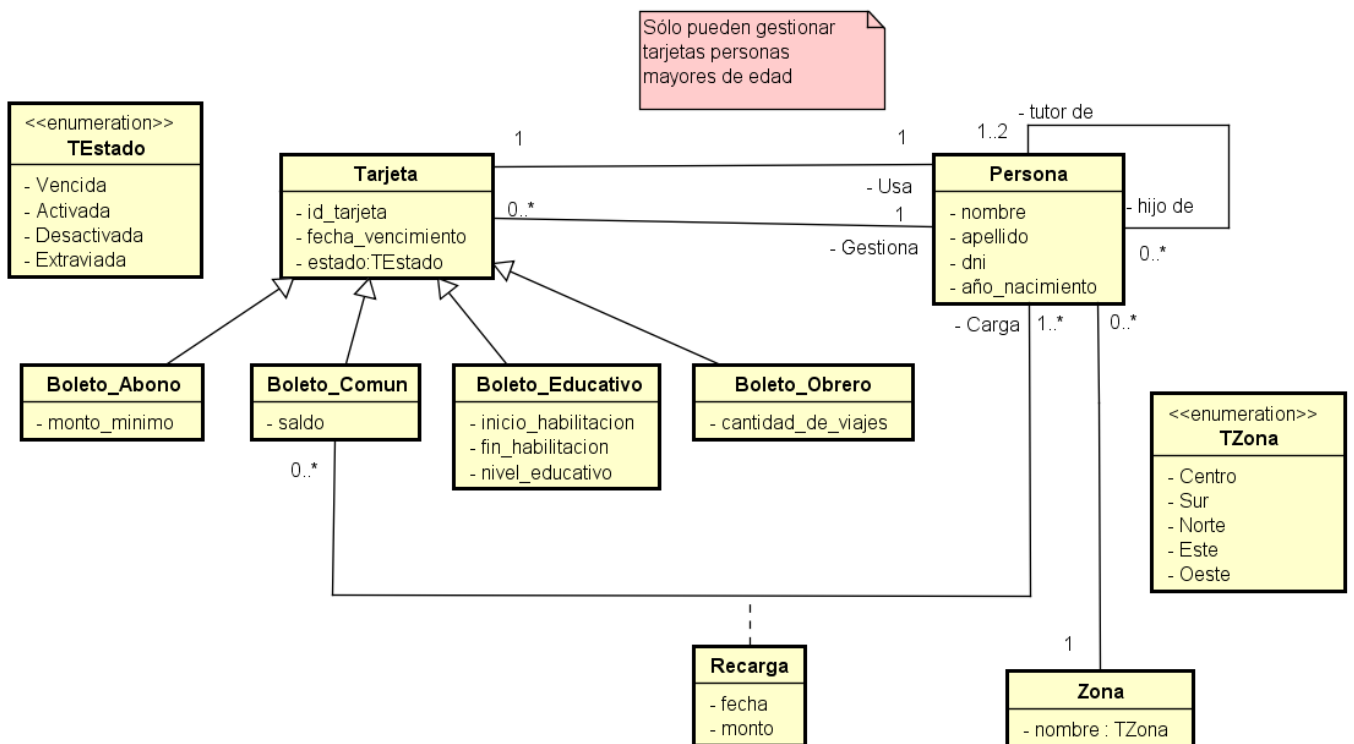 Sólo pueden gestionar
tarjetas personas
mayores de edad
<<enumeration>>
TEstado
- Vencida
- Activada
- Desactivada
- Extraviada
Tarjeta
- id_tarjeta
- fecha_vencimiento
- estado:TEstado
1
1
- Usa
0..*
1
- Gestiona
1..2
- tutor de
Persona
- nombre
- apellido
- dni
- año_nacimiento
- hijo de
0..*
- Carga
1..*
0..*
Boleto_Abono
- monto_minimo
Boleto_Comun
- saldo
0..*
Boleto_Educativo
- inicio_habilitacion
- fin_habilitacion
- nivel_educativo
Boleto_Obrero
- cantidad_de_viajes
<<enumeration>>
TZona
- Centro
- Sur
- Norte
- Este
- Oeste
Recarga
- fecha
- monto
1
Zona
- nombre : TZona